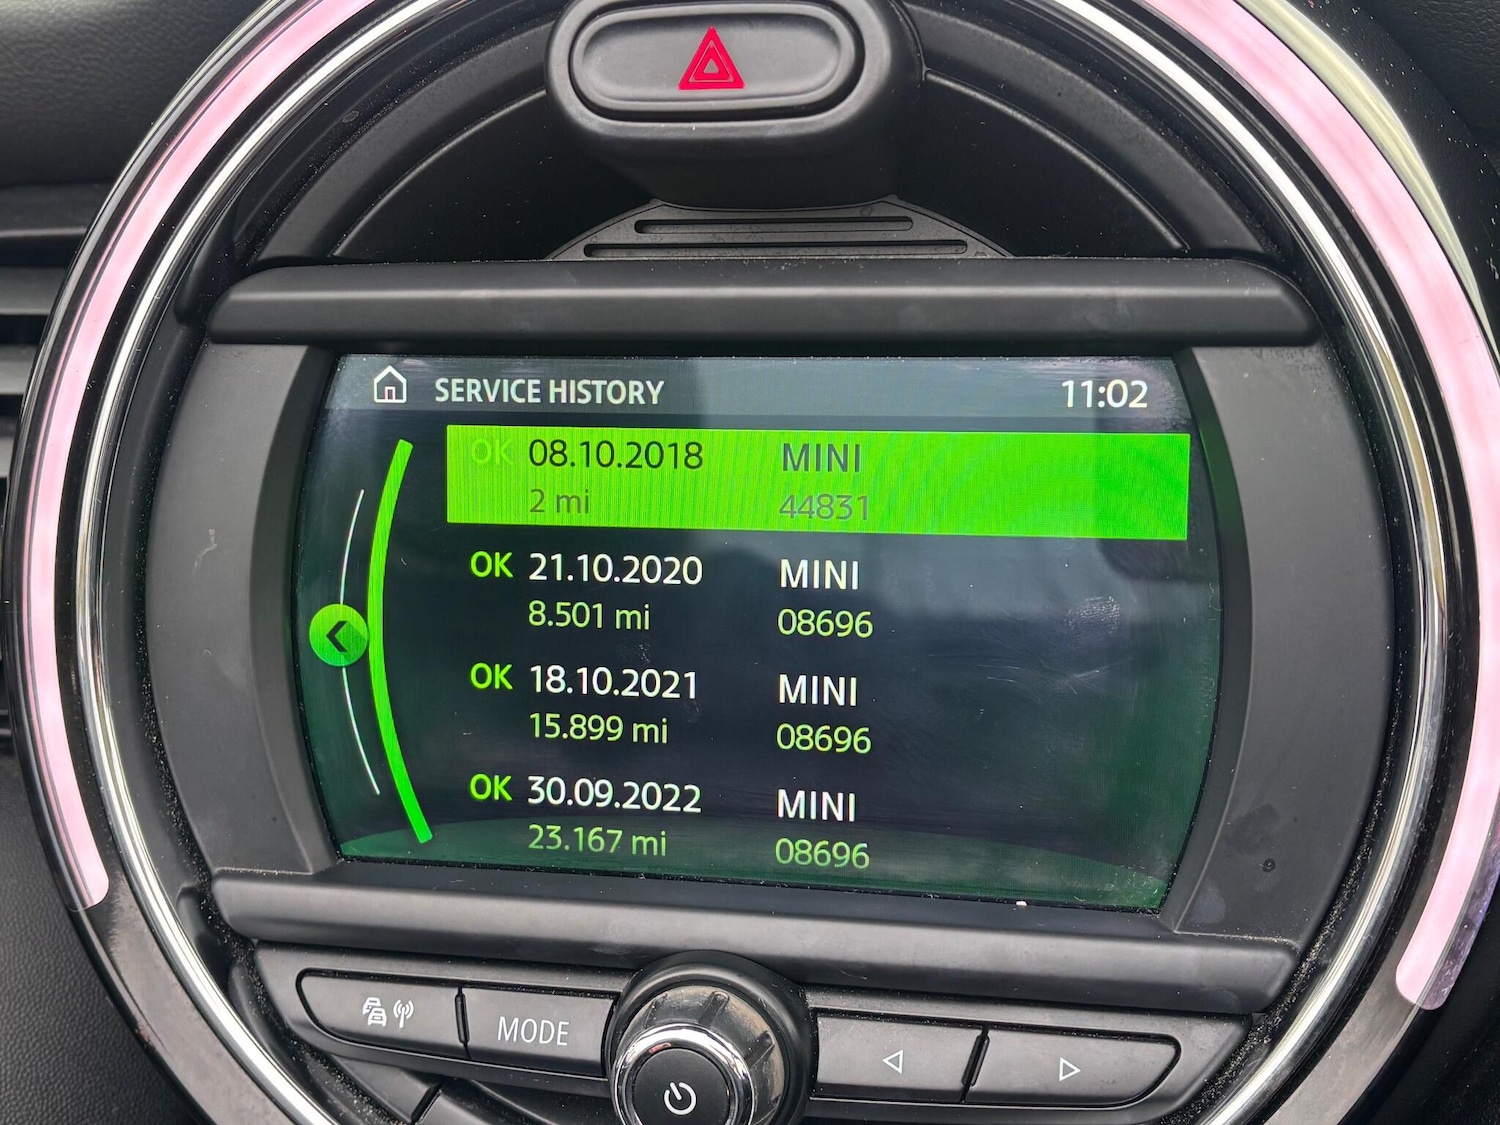 SERVICE HISTORY 11:02
OK 08.10.2018 MINI
2 mi 44831
OK 21.10.2020 MINI
8.501 mi 08696
OK 18.10.2021 MINI
15.899 mi 08696
OK 30.09.2022 MINI
23.167 mi 08696
MODE